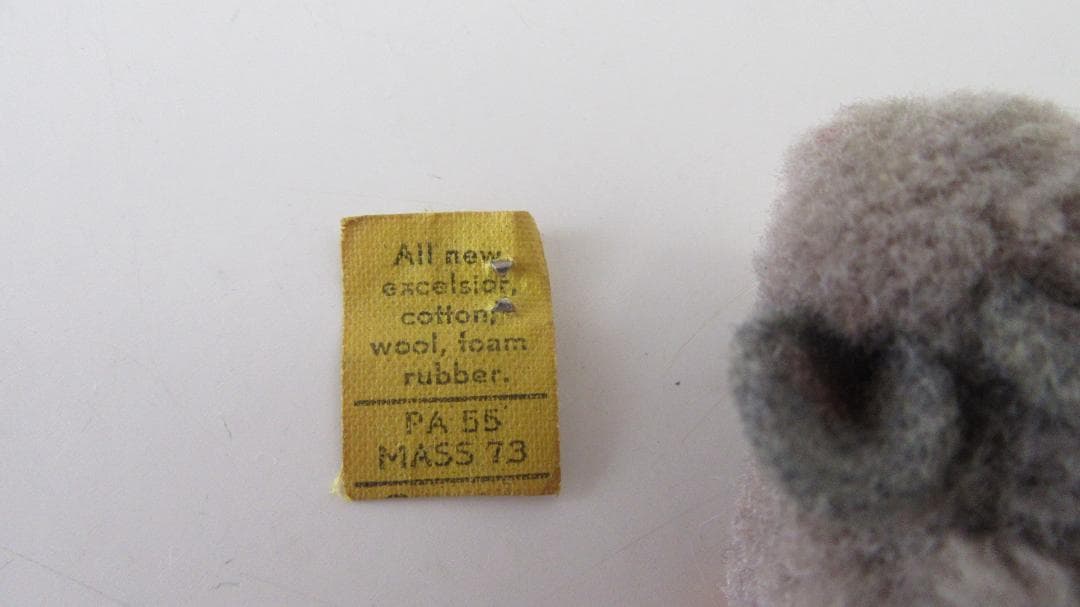 All new
excelsior,
cotton,
wool, foam
rubber.
PA 55
MASS 73